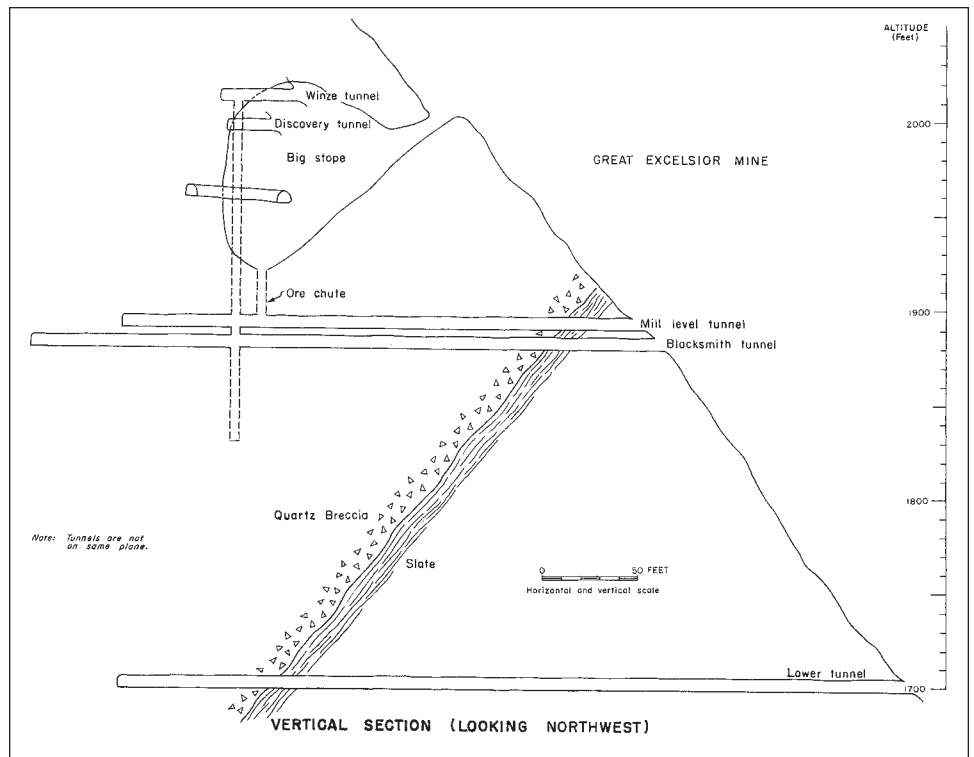 ALTITUDE
(Feet)
Winze tunnel
Discovery tunnel
2000
Big stope
GREAT EXCELSIOR MINE
Ore chute
1900
Mill level tunnel
Blacksmith tunnel
1800
Quartz Breccia
Note: Tunnels are not
on same plane.
Slate
0 50 FEET
Horizontal and vertical scale
Lower tunnel
1700
VERTICAL SECTION (LOOKING NORTHWEST)